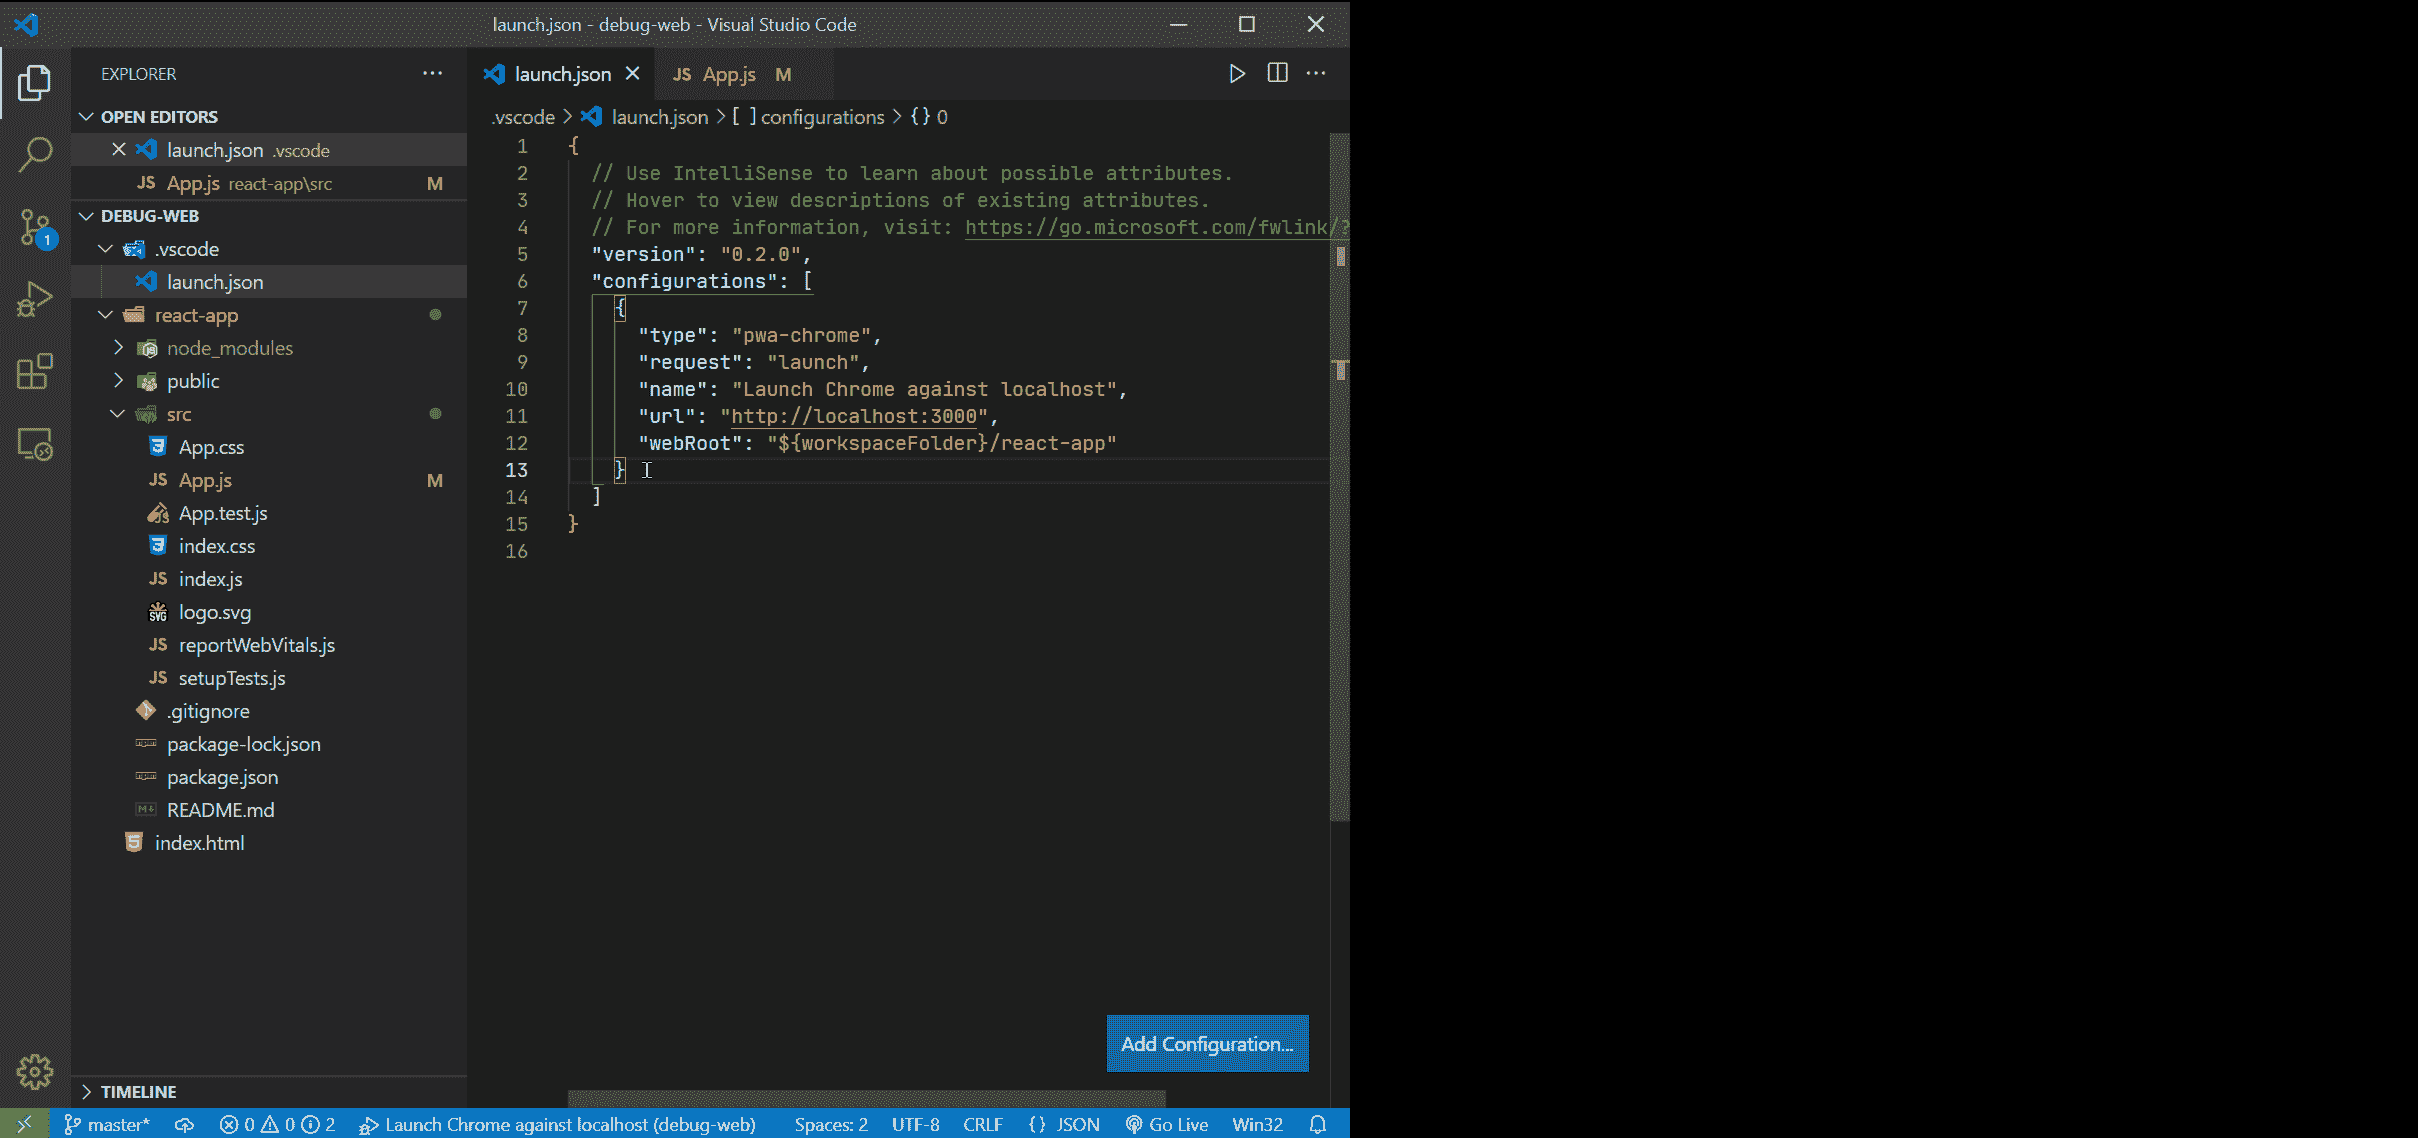 launch.json - debug-web - Visual Studio Code
EXPLORER
OPEN EDITORS
launch.json .vscode
JS App.js react-app\src M
DEBUG-WEB
.vscode
launch.json
react-app
node_modules
public
src
App.css
JS App.js M
App.test.js
index.css
JS index.js
SVG logo.svg
JS reportWebVitals.js
JS setupTests.js
.gitignore
package-lock.json
package.json
README.md
index.html
TIMELINE
launch.json
JS App.js M
.vscode > launch.json > [ ] configurations > {} 0
1 {
2 // Use IntelliSense to learn about possible attributes.
3 // Hover to view descriptions of existing attributes.
4 // For more information, visit: https://go.microsoft.com/fwlink/?
5 "version": "0.2.0",
6 "configurations": [
7 {
8 "type": "pwa-chrome",
9 "request": "launch",
10 "name": "Launch Chrome against localhost",
11 "url": "http://localhost:3000",
12 "webRoot": "${workspaceFolder}/react-app"
13 }
14 ]
15 }
16
Add Configuration...
1
master* 0 0 2 Launch Chrome against localhost (debug-web) Spaces: 2 UTF-8 CRLF {} JSON Go Live Win32